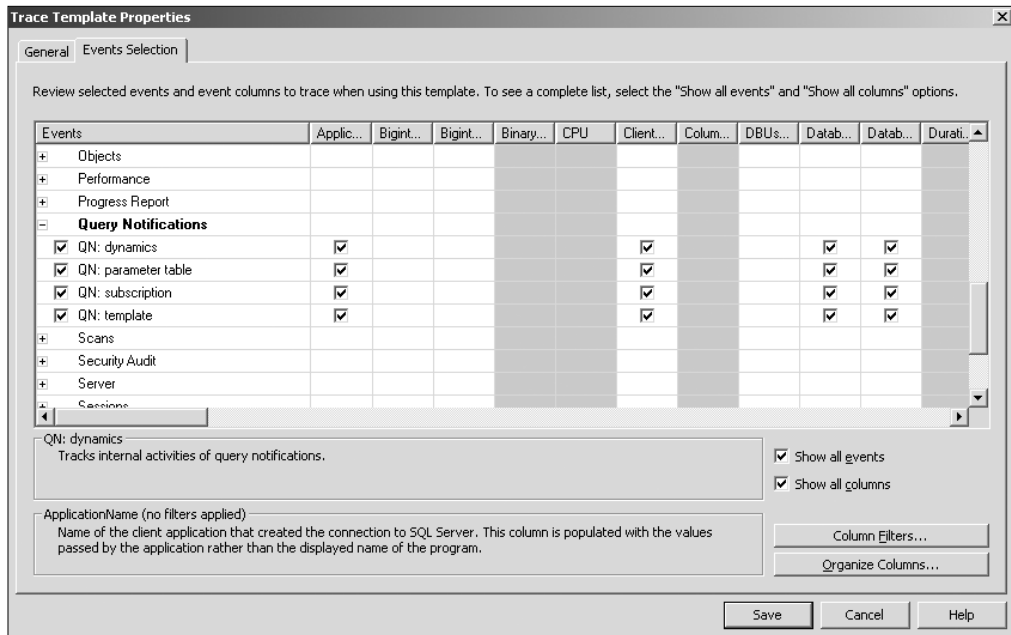 Trace Template Properties
General Events Selection
Review selected events and event columns to trace when using this template. To see a complete list, select the "Show all events" and "Show all columns" options.
Events Applic... Bigint... Bigint... Binary... CPU Client... Colum... DBUs... Datab... Datab... Durati...
Objects
Performance
Progress Report
Query Notifications
QN: dynamics
QN: parameter table
QN: subscription
QN: template
Scans
Security Audit
Server
Sessions
QN: dynamics
Tracks internal activities of query notifications.
Show all events
Show all columns
ApplicationName (no filters applied)
Name of the client application that created the connection to SQL Server. This column is populated with the values
passed by the application rather than the displayed name of the program.
Column Filters...
Organize Columns...
Save Cancel Help